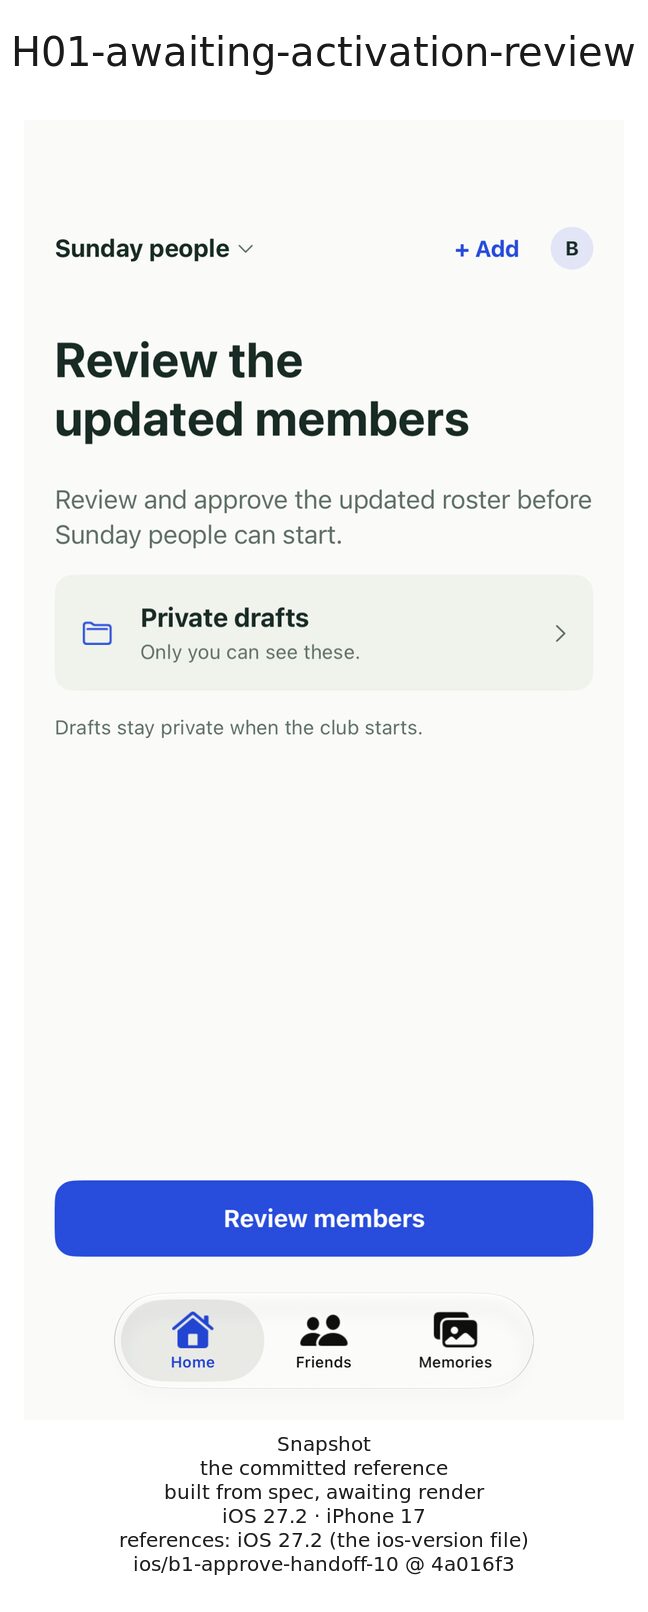 H01-awaiting-activation-review
Sunday people
+ Add
B
Review the
updated members
Review and approve the updated roster before
Sunday people can start.
Private drafts
Only you can see these.
Drafts stay private when the club starts.
Review members
Home
Friends
Memories
Snapshot
the committed reference
built from spec, awaiting render
iOS 27.2 · iPhone 17
references: iOS 27.2 (the ios-version file)
ios/b1-approve-handoff-10 @ 4a016f3